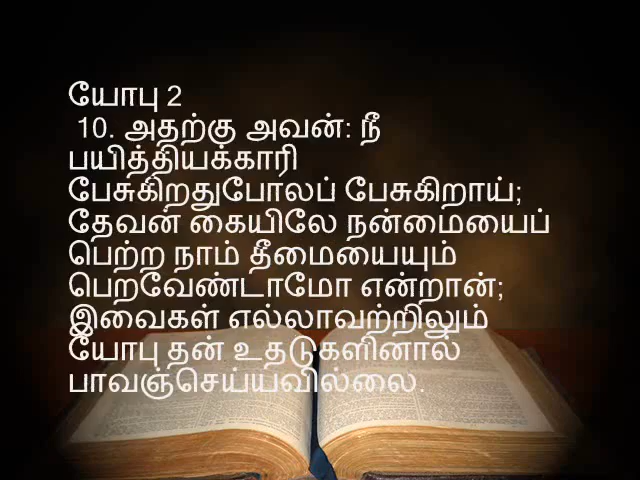 யோபு 2
10. அதற்கு அவன்: நீ
பயித்தியக்காரி
பேசுகிறதுபோலப் பேசுகிறாய்;
தேவன் கையிலே நன்மையைப்
பெற்ற நாம் தீமையையும்
பெறவேண்டாமோ என்றான்;
இவைகள் எல்லாவற்றிலும்
யோபு தன் உதடுகளினால்
பாவஞ்செய்யவில்லை.